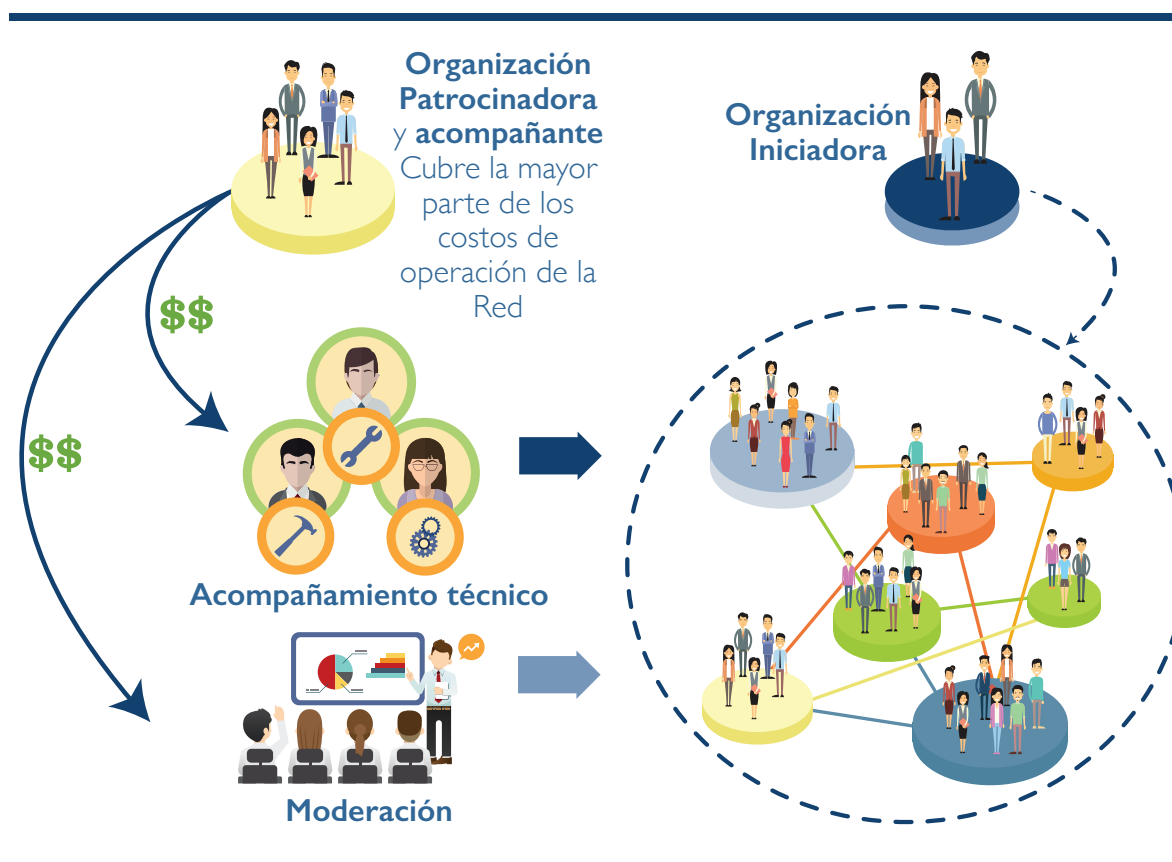 Organización
Patrocinadora
y acompañante
Cubre la mayor
parte de los
costos de
operación de la
Red
Organización
Iniciadora
$$
$$
Acompañamiento técnico
Moderación